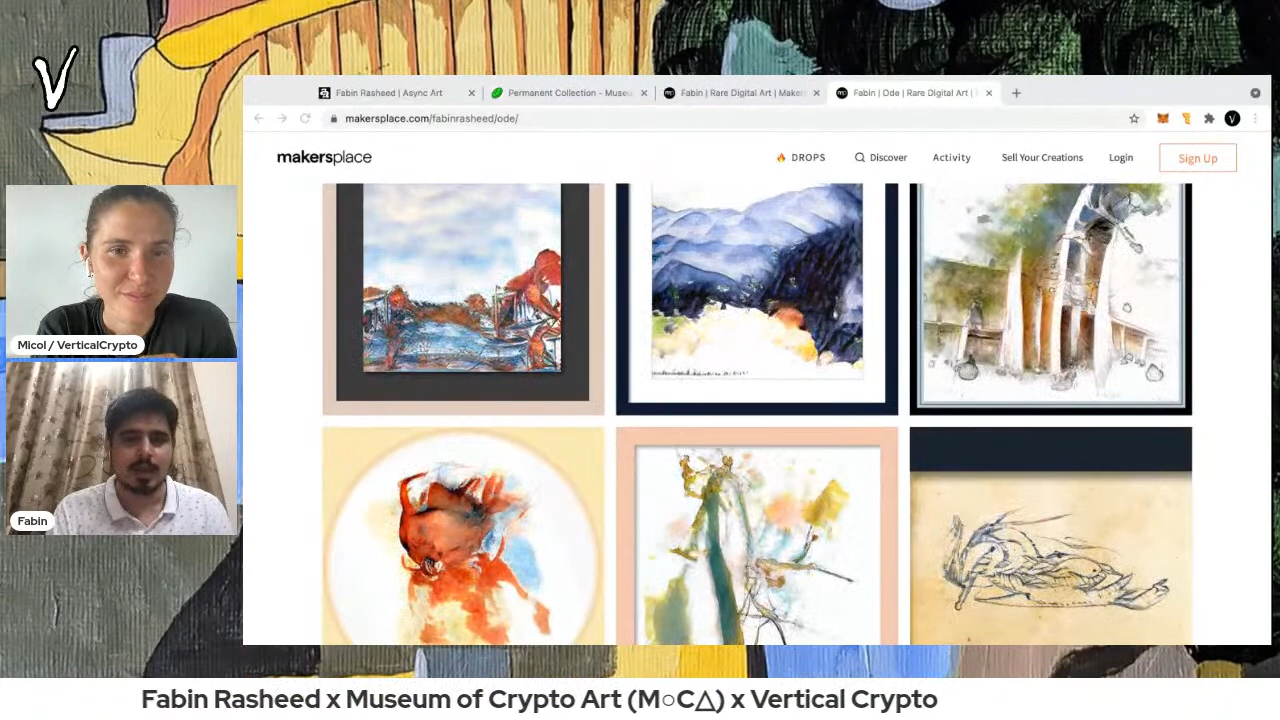 V
Fabin Rasheed | Async Art
Permanent Collection - Museu
Fabin | Rare Digital Art | Maker
Fabin | Ode | Rare Digital Art |
makersplace.com/fabinrasheed/ode/
V
makersplace
DROPS
Discover
Activity
Sell Your Creations
Login
Sign Up
Micol / VerticalCrypto
Fabin
Fabin Rasheed x Museum of Crypto Art (M○C△) x Vertical Crypto